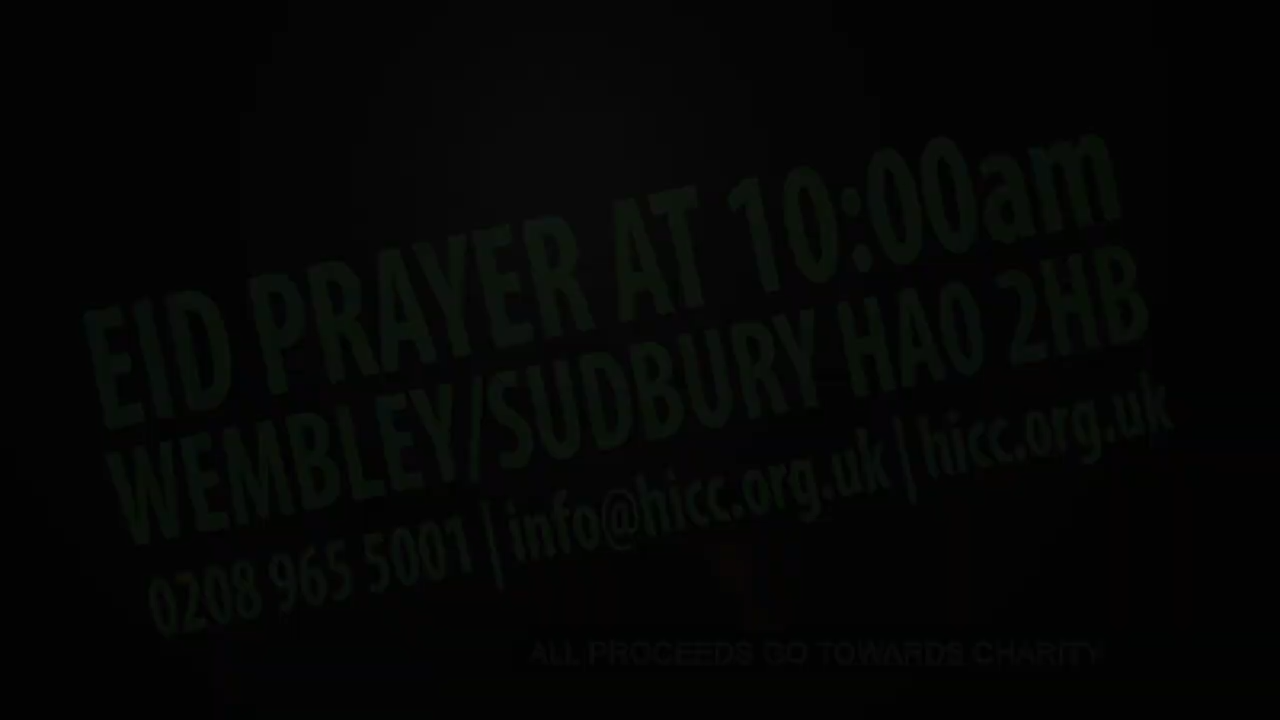 EID PRAYER AT 10:00am
WEMBLEY/SUDBURY HA0 2HB
0208 965 5001 | info@hicc.org.uk | hicc.org.uk
ALL PROCEEDS GO TOWARDS CHARITY